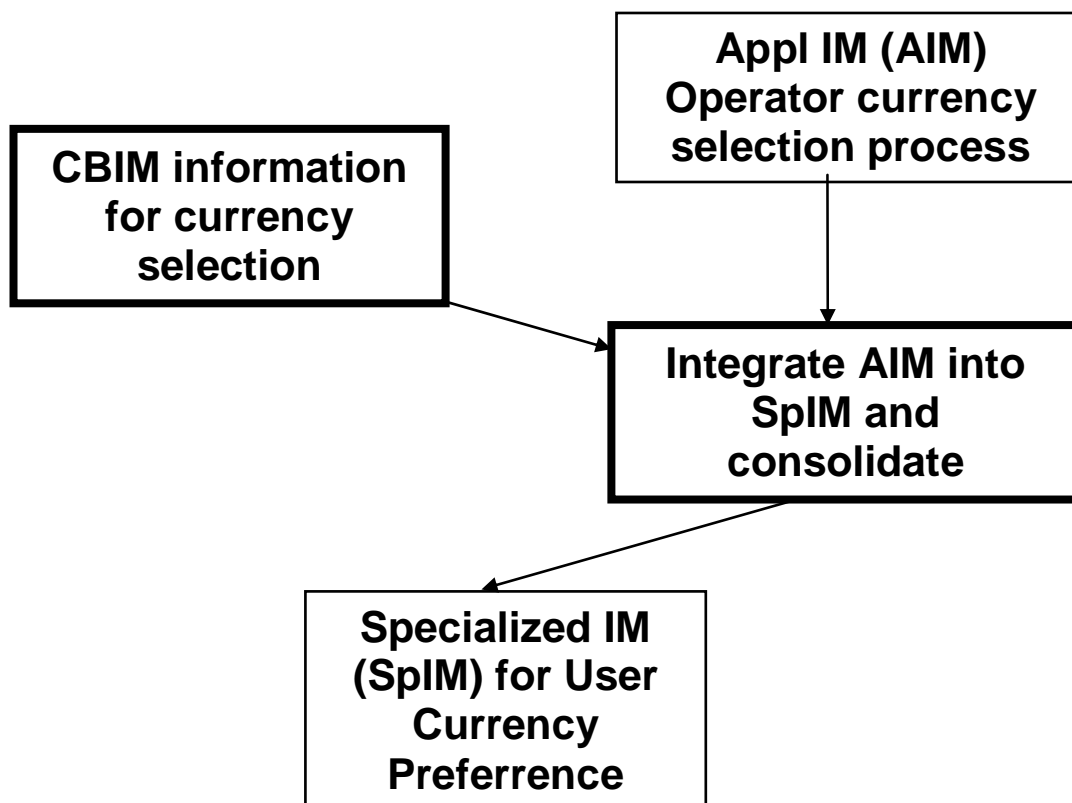 Appl IM (AIM)
Operator currency
selection process
CBIM information
for currency
selection
Integrate AIM into
SpIM and
consolidate
Specialized IM
(SpIM) for User
Currency
Preferrence